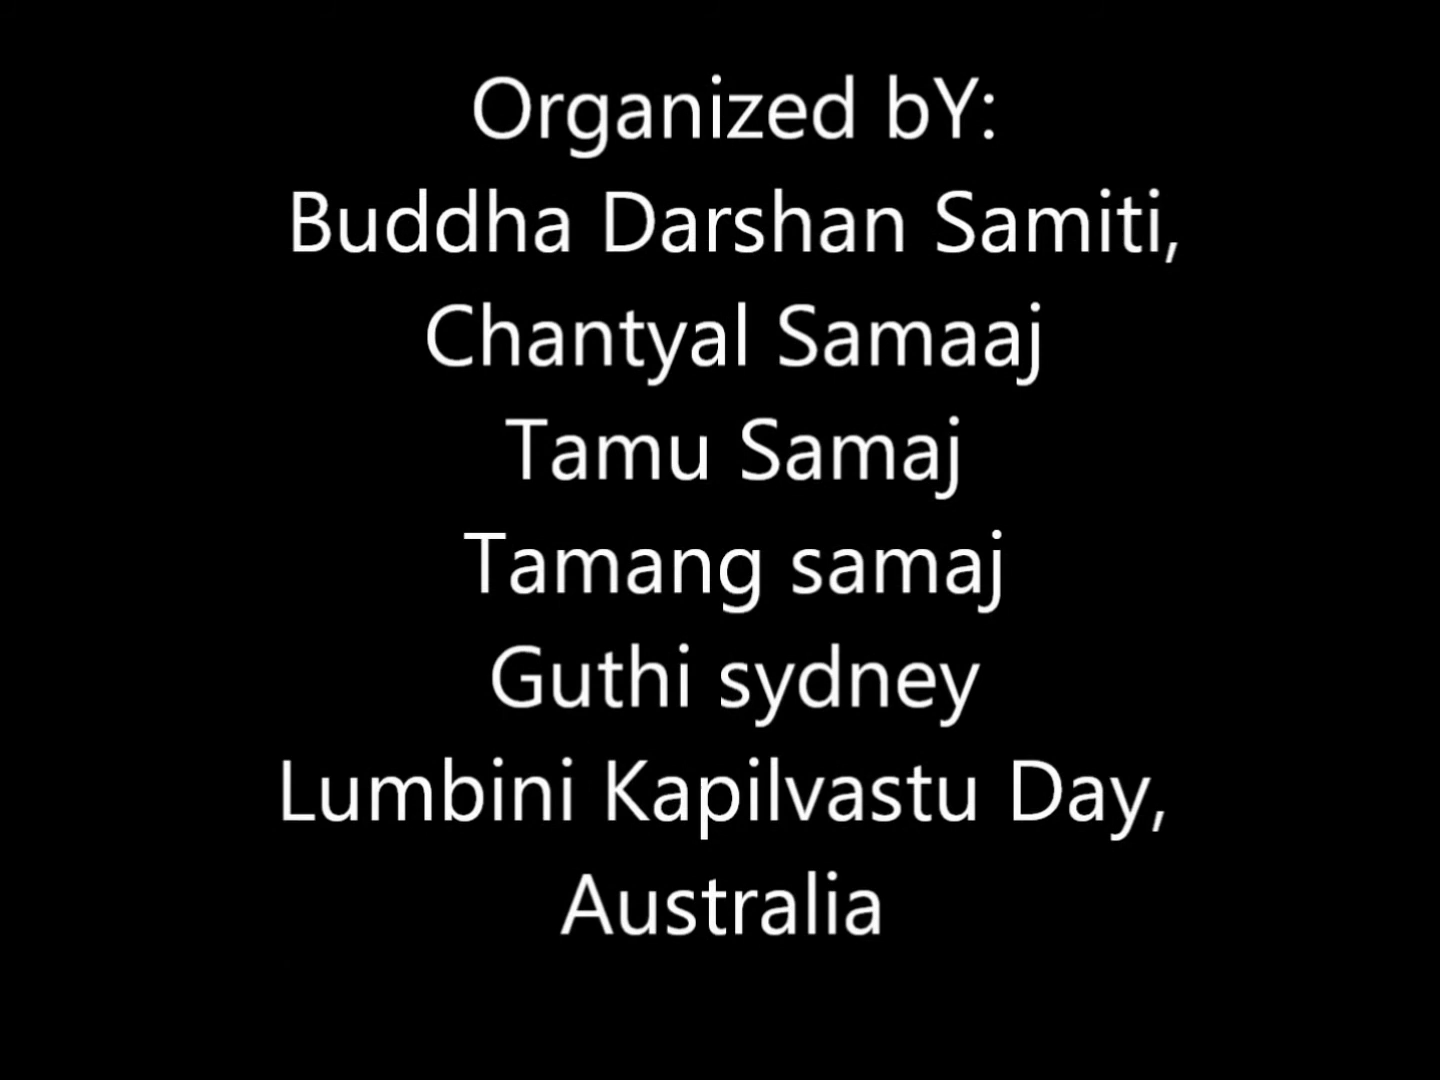 Organized bY:
Buddha Darshan Samiti,
Chantyal Samaaj
Tamu Samaj
Tamang samaj
Guthi sydney
Lumbini Kapilvastu Day,
Australia